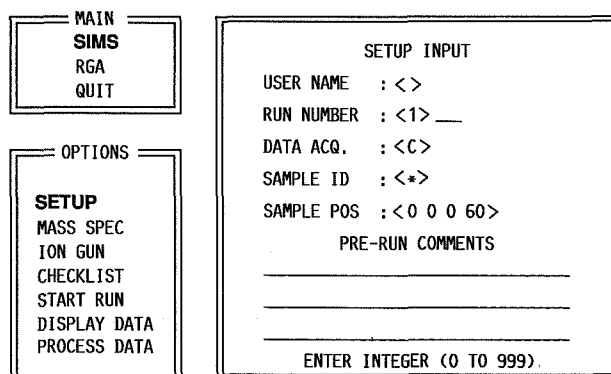 MAIN
SIMS
RGA
QUIT
OPTIONS
SETUP
MASS SPEC
ION GUN
CHECKLIST
START RUN
DISPLAY DATA
PROCESS DATA
SETUP INPUT
USER NAME : < >
RUN NUMBER : <1> __
DATA ACQ. : <C>
SAMPLE ID : <*>
SAMPLE POS : <0 0 0 60>
PRE-RUN COMMENTS
ENTER INTEGER (0 TO 999).